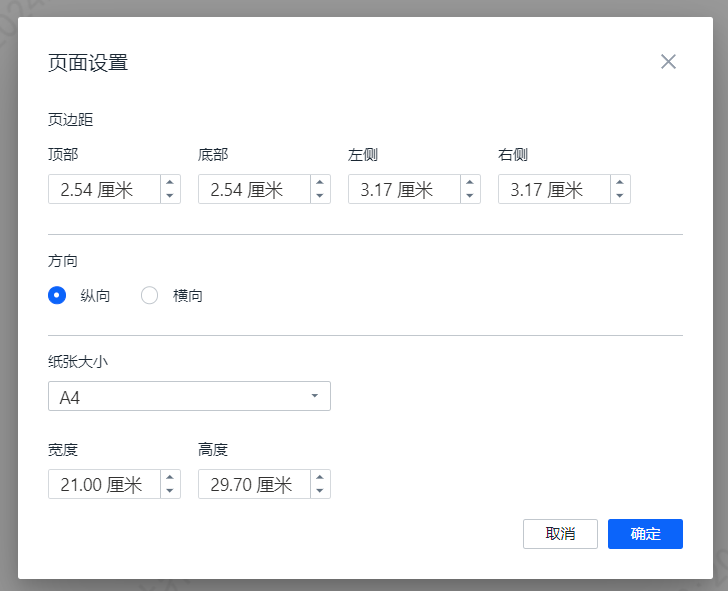 页面设置
页边距
顶部 底部 左侧 右侧
2.54 厘米 2.54 厘米 3.17 厘米 3.17 厘米
方向
纵向 横向
纸张大小
A4
宽度 高度
21.00 厘米 29.70 厘米
取消 确定